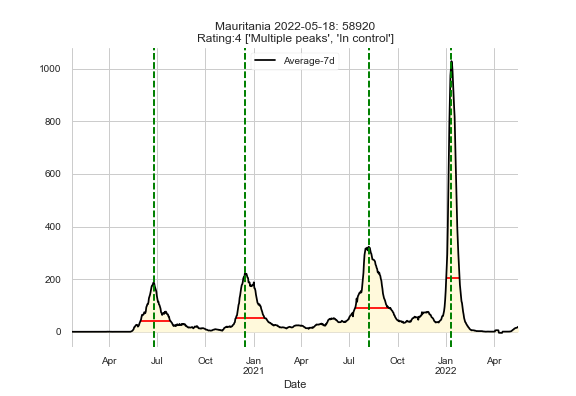 Mauritania 2022-05-18: 58920
Rating:4 ['Multiple peaks', 'In control']
Average-7d
1000
800
600
400
200
0
Apr Jul Oct Jan Jul Oct Jan Apr
2021 2022
Date